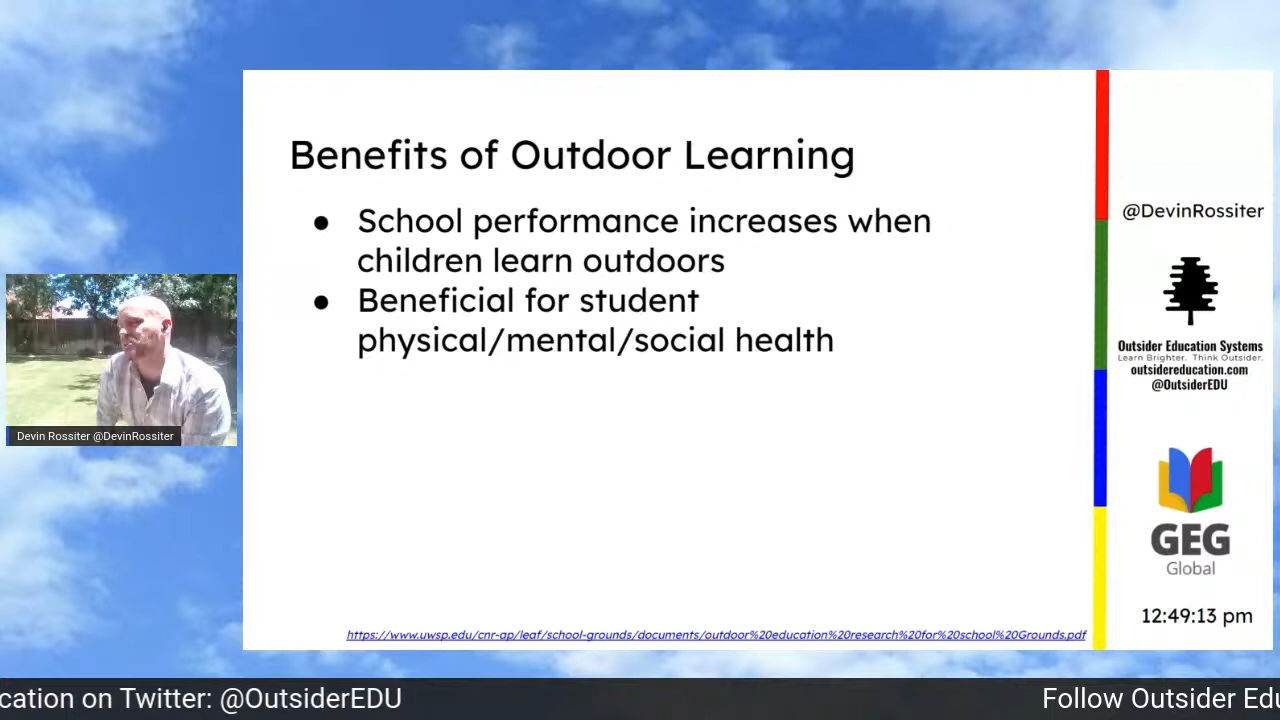 Benefits of Outdoor Learning
● School performance increases when
children learn outdoors
● Beneficial for student
physical/mental/social health
https://www.uwsp.edu/cnr-ap/leaf/school-grounds/documents/outdoor%20education%20research%20for%20school%20Grounds.pdf
@DevinRossiter
Outsider Education Systems
Learn Brighter. Think Outsider.
outsidereducation.com
@OutsiderEDU
GEG
Global
12:49:13 pm
Devin Rossiter @DevinRossiter
cation on Twitter: @OutsiderEDU Follow Outsider Edu